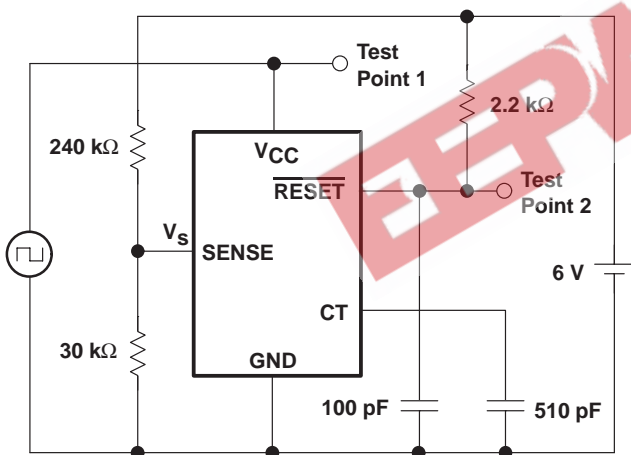 Test
Point 1
2.2 kΩ
240 kΩ
VCC
RESET
Test
Point 2
VS
SENSE
6 V
CT
30 kΩ
GND
100 pF
510 pF